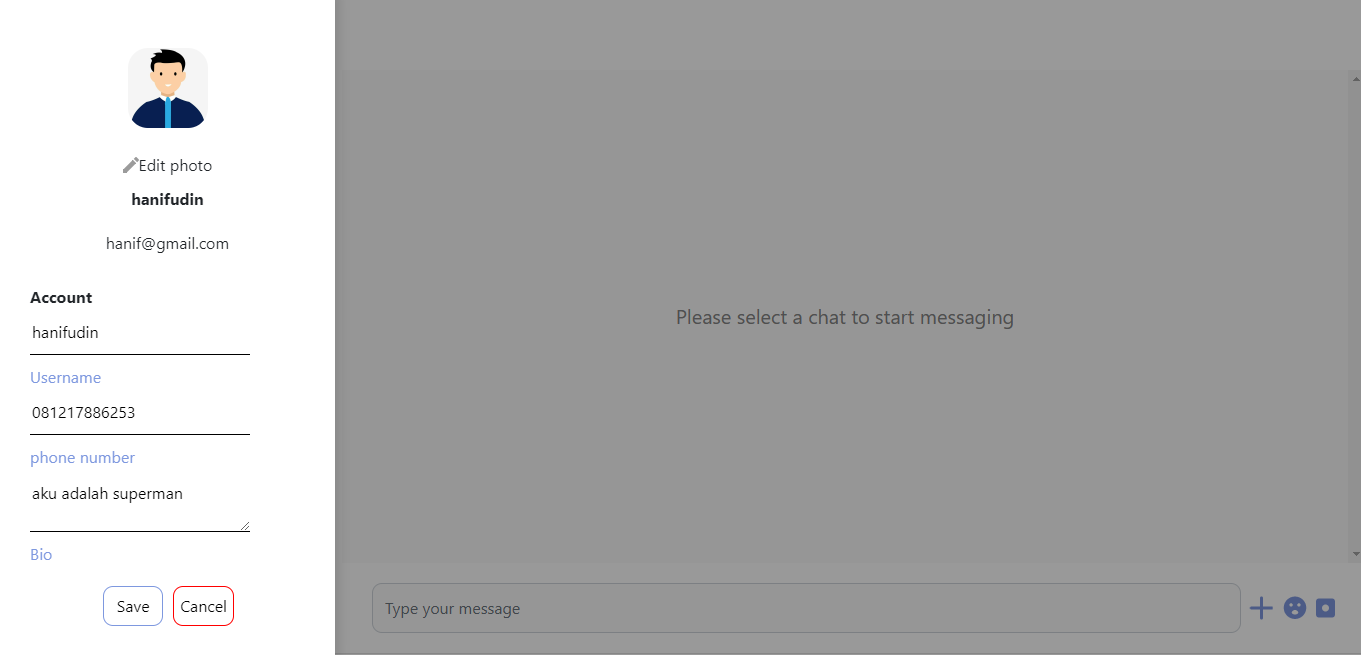 Edit photo
hanifudin
hanif@gmail.com
Account
hanifudin
Username
081217886253
phone number
aku adalah superman
Bio
Save
Cancel
Please select a chat to start messaging
Type your message